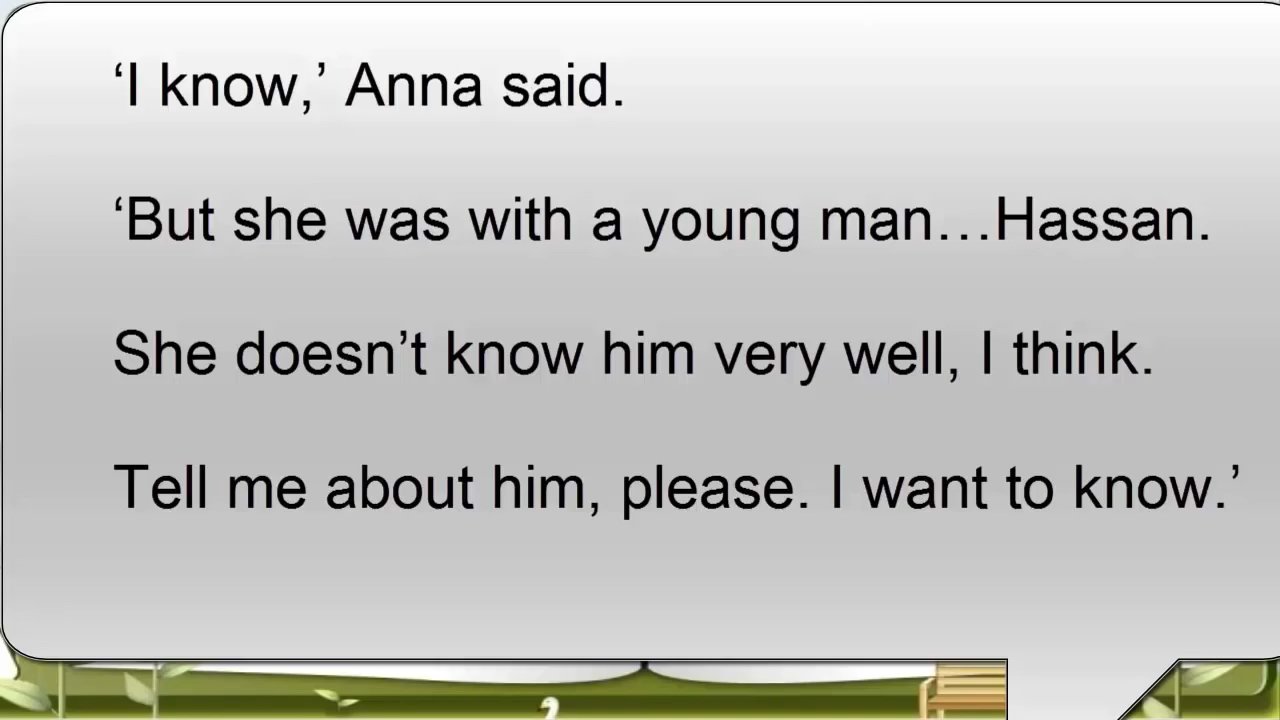 ‘I know,’ Anna said.
‘But she was with a young man…Hassan.
She doesn’t know him very well, I think.
Tell me about him, please. I want to know.’